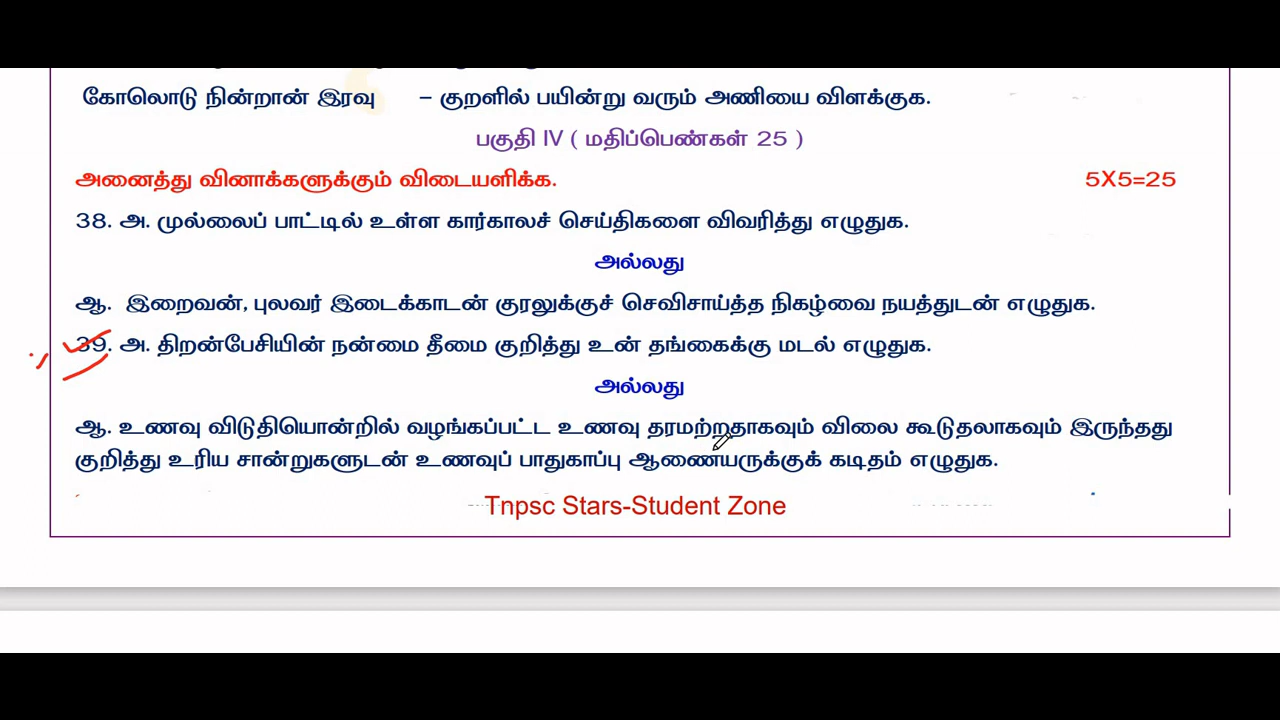 கோலொடு நின்றான் இரவு – குறளில் பயின்று வரும் அணியை விளக்குக.
பகுதி IV ( மதிப்பெண்கள் 25 )
அனைத்து வினாக்களுக்கும் விடையளிக்க. 5X5=25
38. அ. முல்லைப் பாட்டில் உள்ள கார்காலச் செய்திகளை விவரித்து எழுதுக.
அல்லது
ஆ. இறைவன், புலவர் இடைக்காடன் குரலுக்குச் செவிசாய்த்த நிகழ்வை நயத்துடன் எழுதுக.
39. அ. திறன்பேசியின் நன்மை தீமை குறித்து உன் தங்கைக்கு மடல் எழுதுக.
அல்லது
ஆ. உணவு விடுதியொன்றில் வழங்கப்பட்ட உணவு தரமற்றதாகவும் விலை கூடுதலாகவும் இருந்தது
குறித்து உரிய சான்றுகளுடன் உணவுப் பாதுகாப்பு ஆணையருக்குக் கடிதம் எழுதுக.
Tnpsc Stars-Student Zone